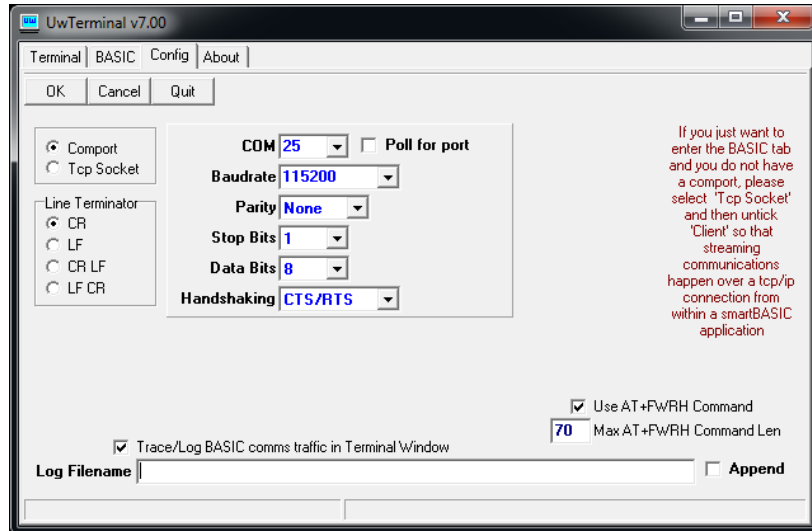 UwTerminal v7.00
Terminal BASIC Config About
OK Cancel Quit
Comport
Tcp Socket
Line Terminator
CR
LF
CR LF
LF CR
COM 25 Poll for port
Baudrate 115200
Parity None
Stop Bits 1
Data Bits 8
Handshaking CTS/RTS
If you just want to
enter the BASIC tab
and you do not have
a comport, please
select 'Tcp Socket'
and then untick
'Client' so that
streaming
communications
happen over a tcp/ip
connection from
within a smartBASIC
application
Use AT+FWRH Command
70 Max AT+FWRH Command Len
Trace/Log BASIC comms traffic in Terminal Window
Log Filename Append